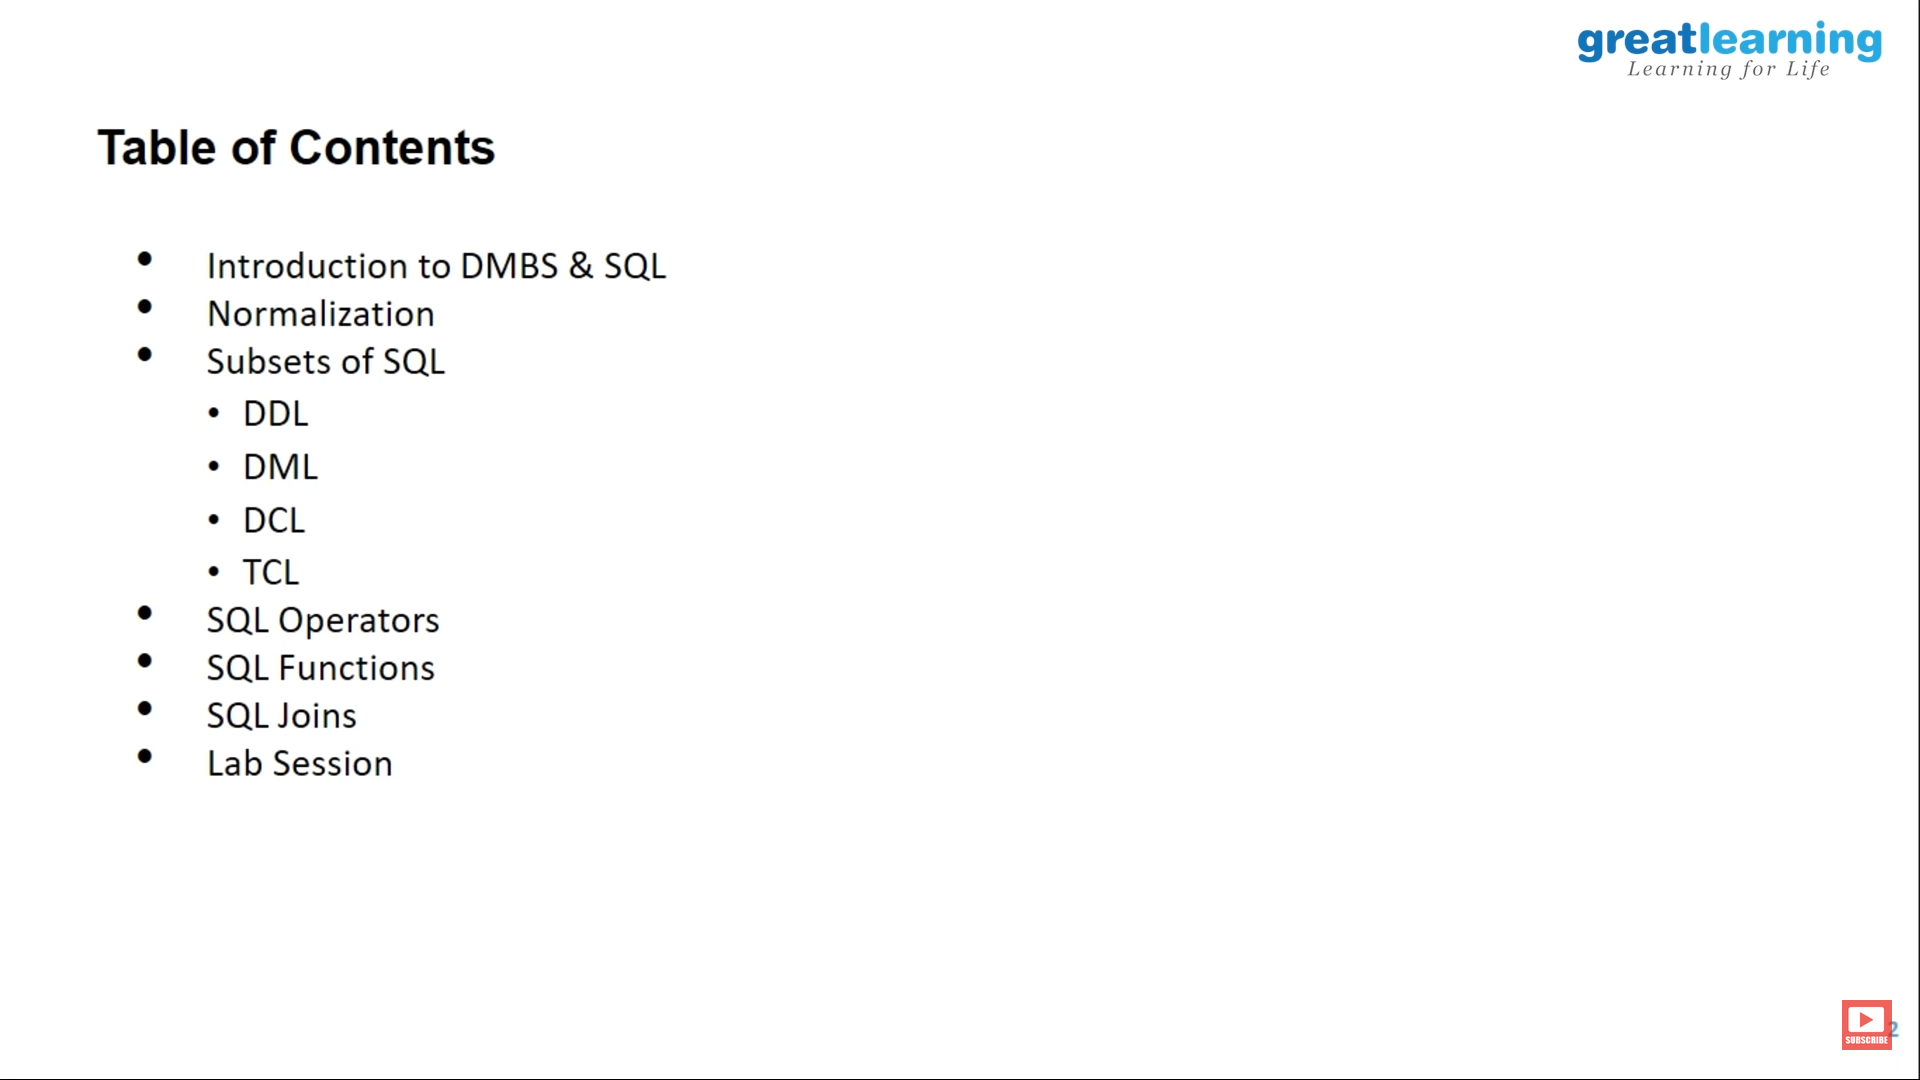 greatlearning
Learning for Life
Table of Contents
• Introduction to DMBS & SQL
• Normalization
• Subsets of SQL
• DDL
• DML
• DCL
• TCL
• SQL Operators
• SQL Functions
• SQL Joins
• Lab Session
SUBSCRIBE
2